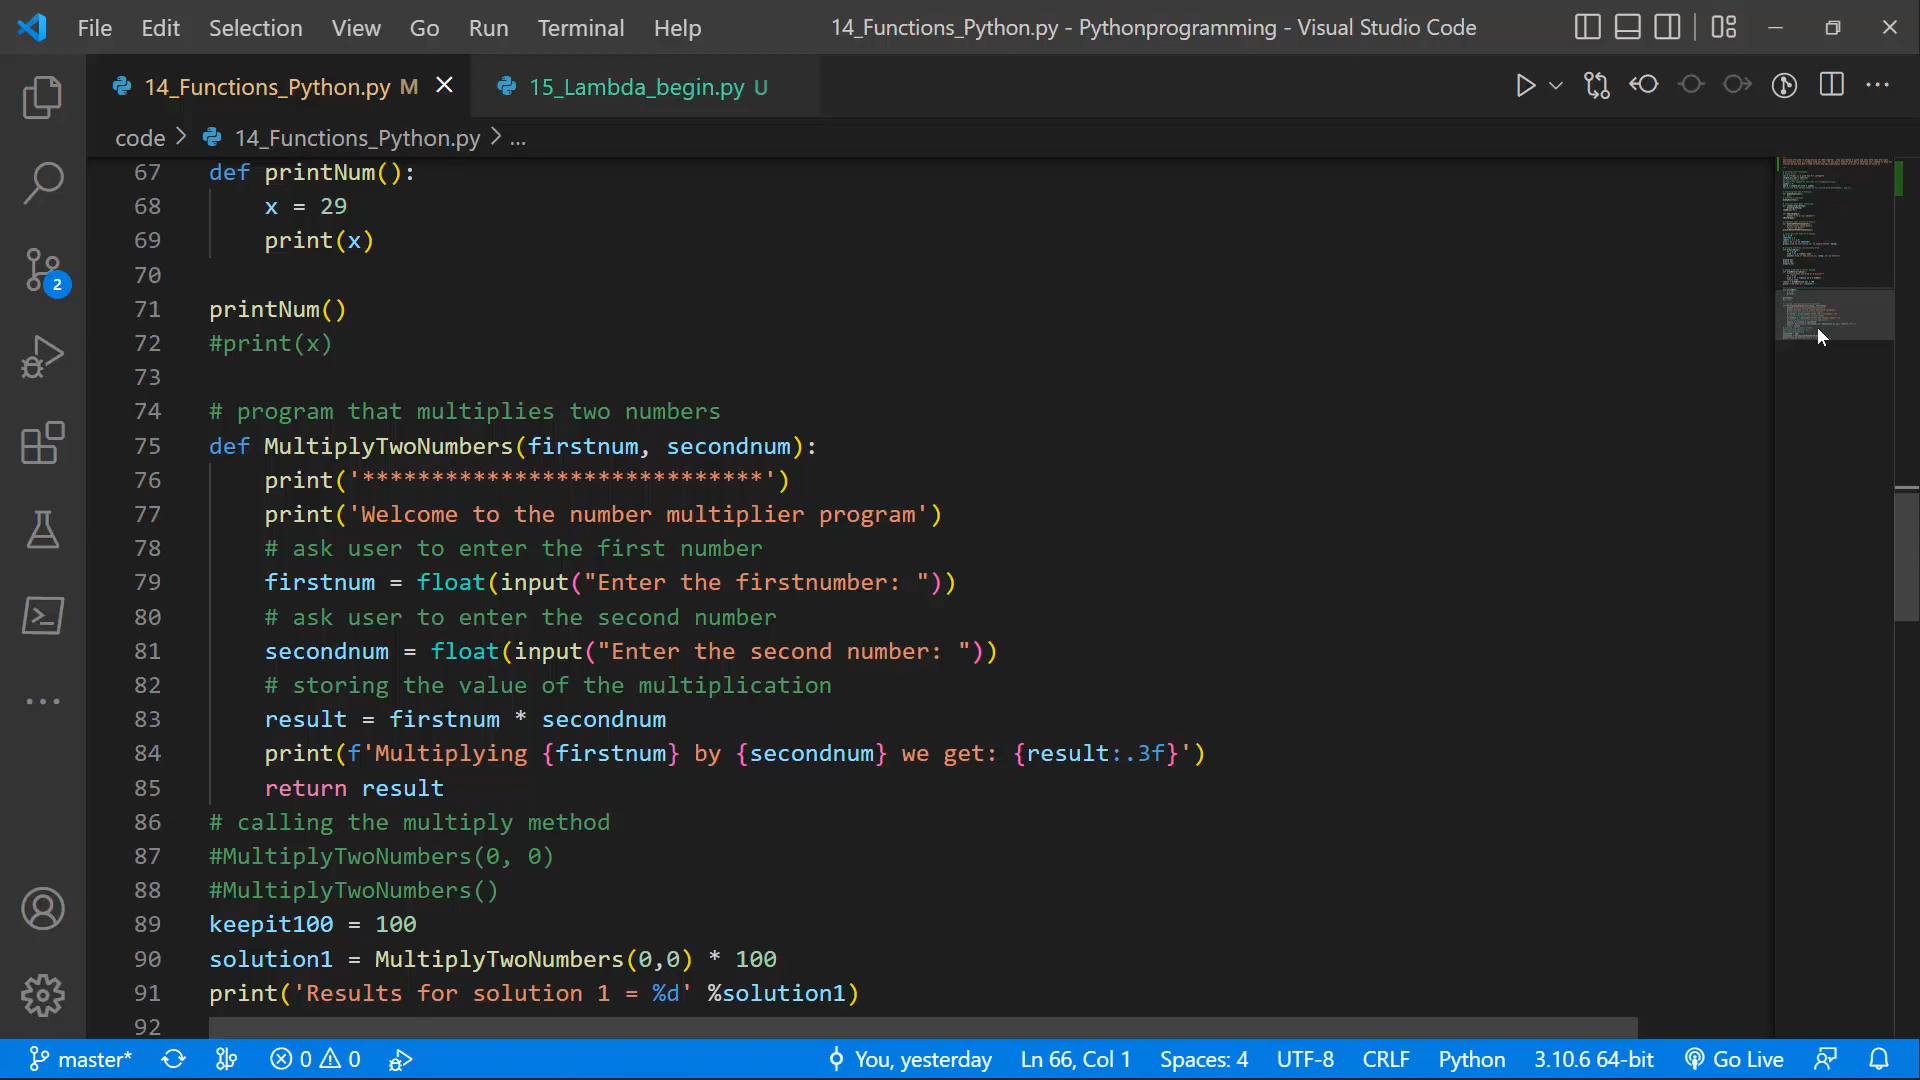 File Edit Selection View Go Run Terminal Help 14_Functions_Python.py - Pythonprogramming - Visual Studio Code
14_Functions_Python.py M 15_Lambda_begin.py U
code > 14_Functions_Python.py > ...
67 def printNum():
68 x = 29
69 print(x)
70
71 printNum()
72 #print(x)
73
74 # program that multiplies two numbers
75 def MultiplyTwoNumbers(firstnum, secondnum):
76 print('*****************************')
77 print('Welcome to the number multiplier program')
78 # ask user to enter the first number
79 firstnum = float(input("Enter the firstnumber: "))
80 # ask user to enter the second number
81 secondnum = float(input("Enter the second number: "))
82 # storing the value of the multiplication
83 result = firstnum * secondnum
84 print(f'Multiplying {firstnum} by {secondnum} we get: {result:.3f}')
85 return result
86 # calling the multiply method
87 #MultiplyTwoNumbers(0, 0)
88 #MultiplyTwoNumbers()
89 keepit100 = 100
90 solution1 = MultiplyTwoNumbers(0,0) * 100
91 print('Results for solution 1 = %d' %solution1)
92
2
master* 0 0 You, yesterday Ln 66, Col 1 Spaces: 4 UTF-8 CRLF Python 3.10.6 64-bit Go Live